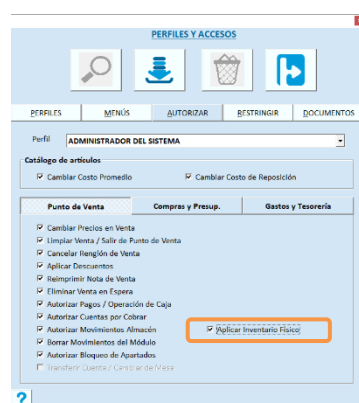 PERFILES Y ACCESOS
PERFILES MENÚS AUTORIZAR RESTRINGIR DOCUMENTOS
Perfil ADMINISTRADOR DEL SISTEMA
Catálogo de artículos
Cambiar Costo Promedio Cambiar Costo de Reposición
Punto de Venta Compras y Presup. Gastos y Tesorería
Cambiar Precios en Venta
Limpiar Venta / Salir de Punto de Venta
Cancelar Renglón de Venta
Aplicar Descuentos
Reimprimir Nota de Venta
Eliminar Venta en Espera
Autorizar Pagos / Operación de Caja
Autorizar Cuentas por Cobrar
Autorizar Movimientos Almacén Aplicar Inventario Físico
Borrar Movimientos del Módulo
Autorizar Bloqueo de Apartados
Transferir Cuenta / Cambiar de Mesa
?